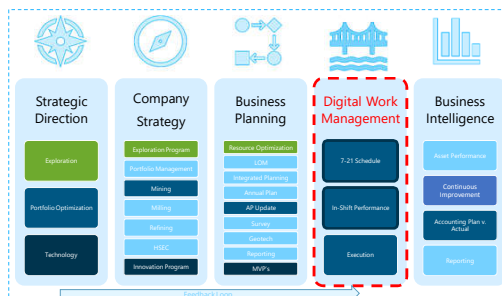 Strategic
Direction
Exploration
Portfolio Optimization
Technology
Company
Strategy
Exploration Program
Portfolio Management
Mining
Milling
Refining
HSEC
Innovation Program
Business
Planning
Resource Optimization
LOM
Integrated Planning
Annual Plan
AP Update
Survey
Geotech
Reporting
MVP's
Digital Work
Management
7-21 Schedule
In-Shift Performance
Execution
Business
Intelligence
Asset Performance
Continuous
Improvement
Accounting Plan v.
Actual
Reporting
Feedback Loop